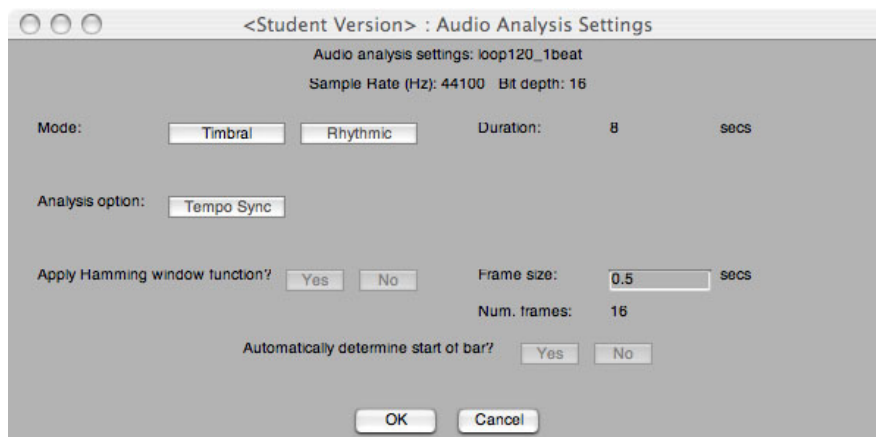 <Student Version> : Audio Analysis Settings
Audio analysis settings: loop120_1beat
Sample Rate (Hz): 44100 Bit depth: 16
Mode: Timbral Rhythmic Duration: 8 secs
Analysis option: Tempo Sync
Apply Hamming window function? Yes No Frame size: 0.5 secs
Num. frames: 16
Automatically determine start of bar? Yes No
OK Cancel